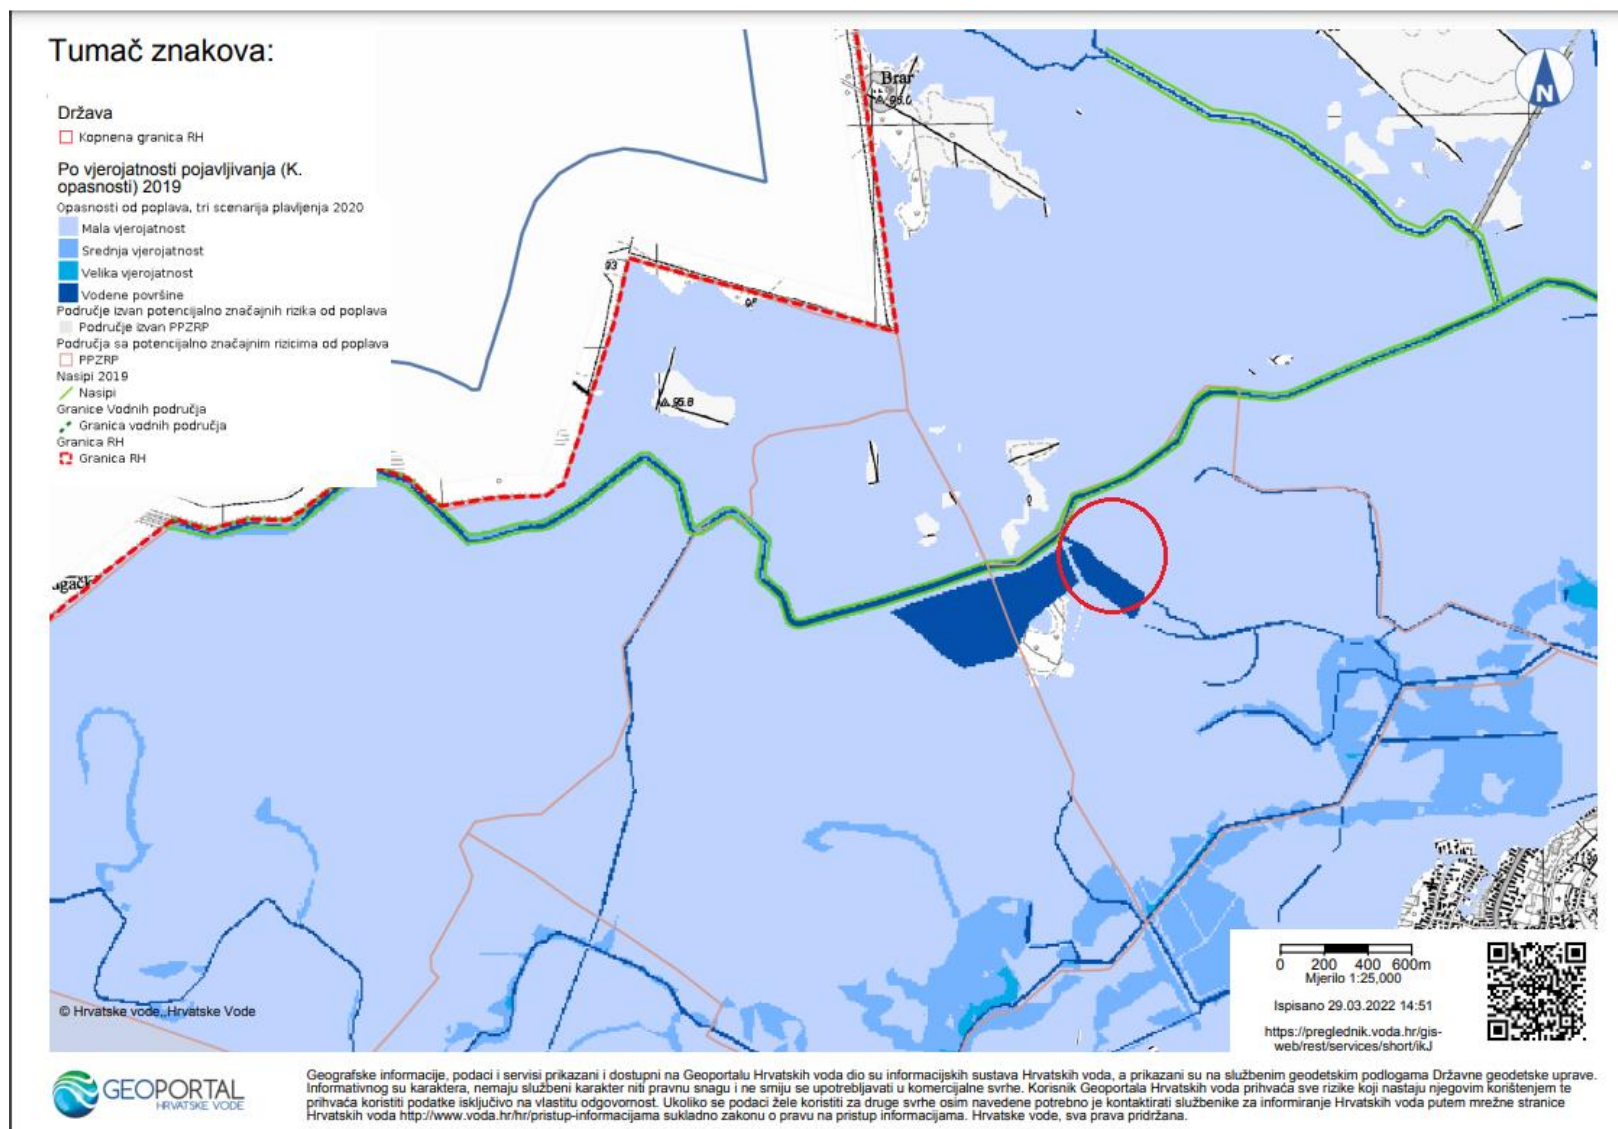 Tumač znakova:
Država
Kopnena granica RH
Po vjerojatnosti pojavljivanja (K.
opasnosti) 2019
Opasnosti od poplava, tri scenarija plavljenja 2020
Mala vjerojatnost
Srednja vjerojatnost
Velika vjerojatnost
Vodene površine
Područje izvan potencijalno značajnih rizika od poplava
Područje izvan PPZRP
Područja sa potencijalno značajnim rizicima od poplava
PPZRP
Nasipi 2019
Nasipi
Granice Vodnih područja
Granica vodnih područja
Granica RH
Granica RH
Brar
95.0
93
95.8
N
© Hrvatske vode,,Hrvatske Vode
0 200 400 600m
Mjerilo 1:25,000
Ispisano 29.03.2022 14:51
https://preglednik.voda.hr/gis-
web/rest/services/short/ikJ
GEOPORTAL
HRVATSKE VODE
Geografske informacije, podaci i servisi prikazani i dostupni na Geoportalu Hrvatskih voda dio su informacijskih sustava Hrvatskih voda, a prikazani su na službenim geodetskim podlogama Državne geodetske uprave.
Informativnog su karaktera, nemaju službeni karakter niti pravnu snagu i ne smiju se upotrebljavati u komercijalne svrhe. Korisnik Geoportala Hrvatskih voda prihvaća sve rizike koji nastaju njegovim korištenjem te
prihvaća koristiti podatke isključivo na vlastitu odgovornost. Ukoliko se podaci žele koristiti za druge svrhe osim navedene potrebno je kontaktirati službenike za informiranje Hrvatskih voda putem mrežne stranice
Hrvatskih voda http://www.voda.hr/hr/pristup-informacijama sukladno zakonu o pravu na pristup informacijama. Hrvatske vode, sva prava pridržana.